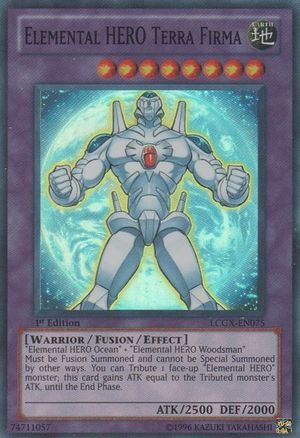 ELEMENTAL HERO TERRA FIRMA
EARTH
地
1st Edition
LCGX-EN075
[WARRIOR / FUSION / EFFECT]
"Elemental HERO Ocean" + "Elemental HERO Woodsman"
Must be Fusion Summoned and cannot be Special Summoned
by other ways. You can Tribute 1 face-up "Elemental HERO"
monster; this card gains ATK equal to the Tributed monster's
ATK, until the End Phase.
ATK/2500 DEF/2000
74711057
©1996 KAZUKI TAKAHASHI